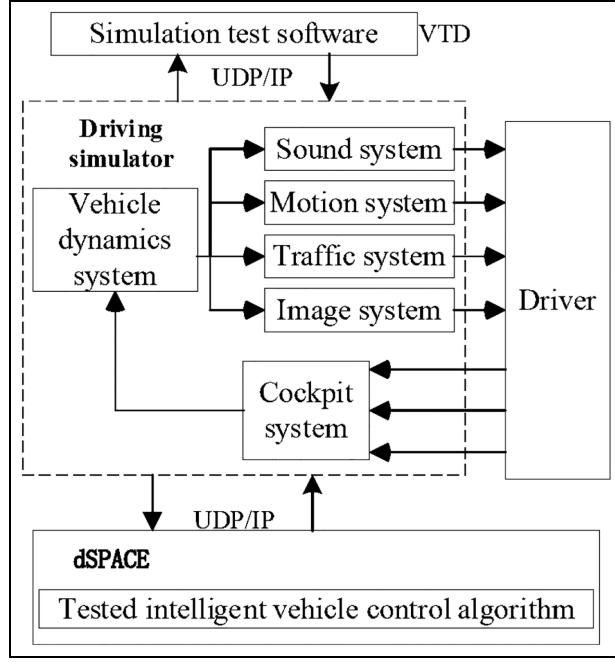 Simulation test software VTD
UDP/IP
Driving
simulator
Sound system
Vehicle
dynamics
system
Motion system
Traffic system
Image system
Driver
Cockpit
system
UDP/IP
dSPACE
Tested intelligent vehicle control algorithm